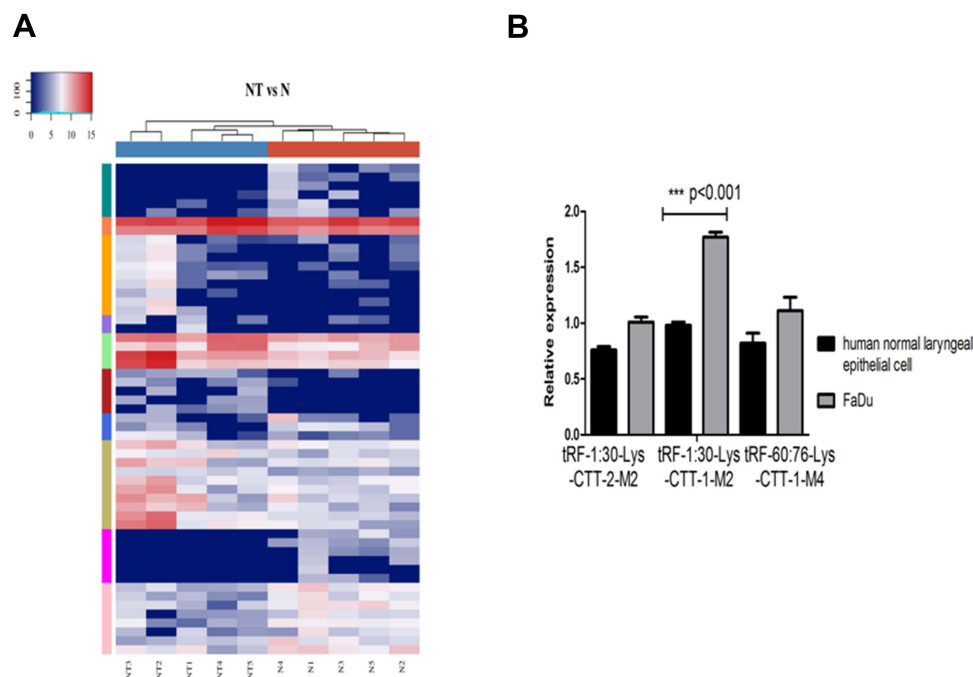 A
B
NT vs N
0 100
0 5 10 15
NT3 NT2 NT1 NT4 NT5 N4 N1 N3 N5 N2
*** p<0.001
Relative expression
2.0
1.5
1.0
0.5
0.0
tRF-1:30-Lys tRF-1:30-Lys tRF-60:76-Lys
-CTT-2-M2 -CTT-1-M2 -CTT-1-M4
human normal laryngeal
epithelial cell
FaDu